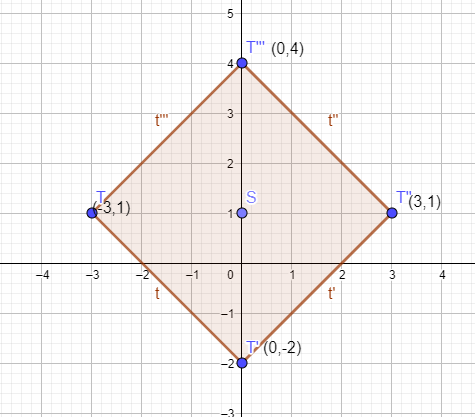 5
T''' (0,4)
4
t''' 3 t''
2
T S T'' (3,1)
(-3,1) 1
−4 −3 −2 −1 0 1 2 3 4
t t'
−1
T' (0,-2)
−2
−3